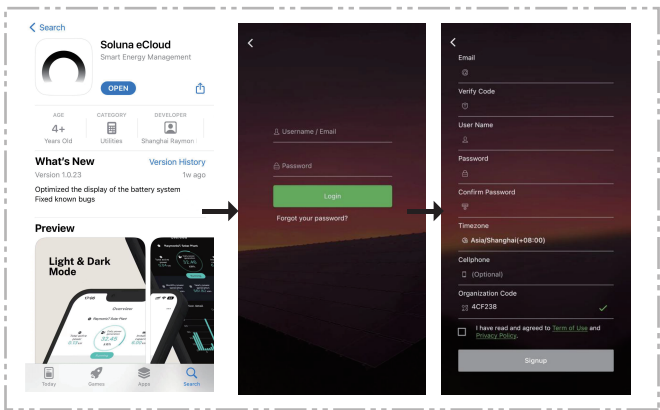 Search
Soluna eCloud
Smart Energy Management
OPEN
AGE
CATEGORY
DEVELOPER
4+
Years Old
Utilities
Shanghai Raymon
What's New
Version History
Version 1.0.23
1w ago
Optimized the display of the battery system
Fixed known bugs
Preview
Light & Dark
Mode
17:05
Overview
22.45
Today
Games
Apps
Search
Username / Email
Password
Login
Forgot your password?
Email
Verify Code
User Name
Password
Confirm Password
Timezone
Asia/Shanghai(+08:00)
Cellphone
(Optional)
Organization Code
4CF238
I have read and agreed to Term of Use and
Privacy Policy.
Signup